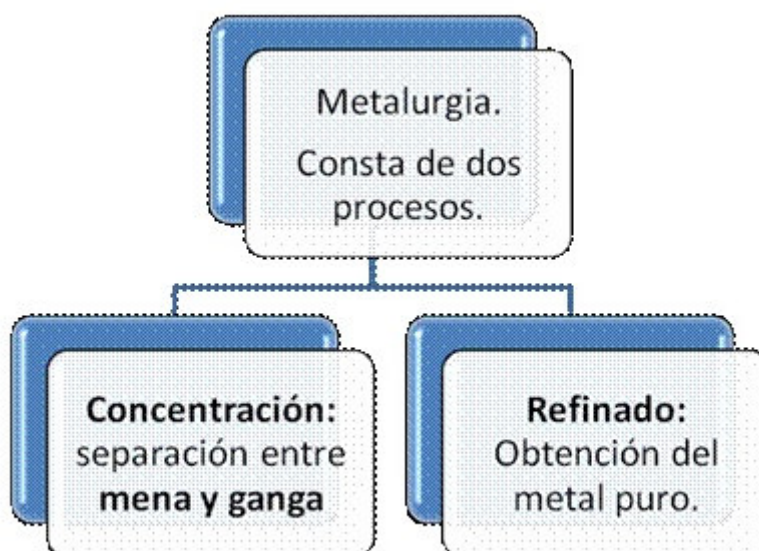 Metalurgia.
Consta de dos
procesos.
Concentración:
separación entre
mena y ganga
Refinado:
Obtención del
metal puro.